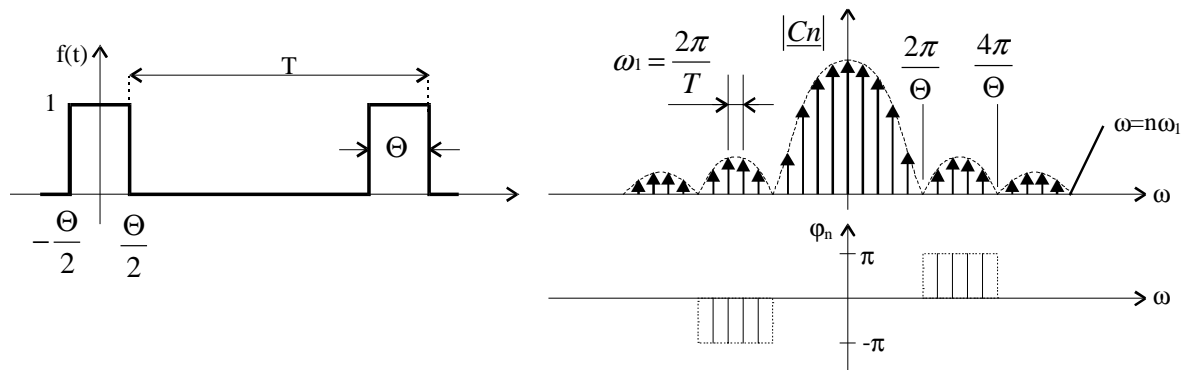 f(t)
T
1
Θ
-Θ/2
Θ/2
|Cn|
ω1 = 2π/T
2π/Θ
4π/Θ
ω=nω1
ω
φn
π
ω
-π